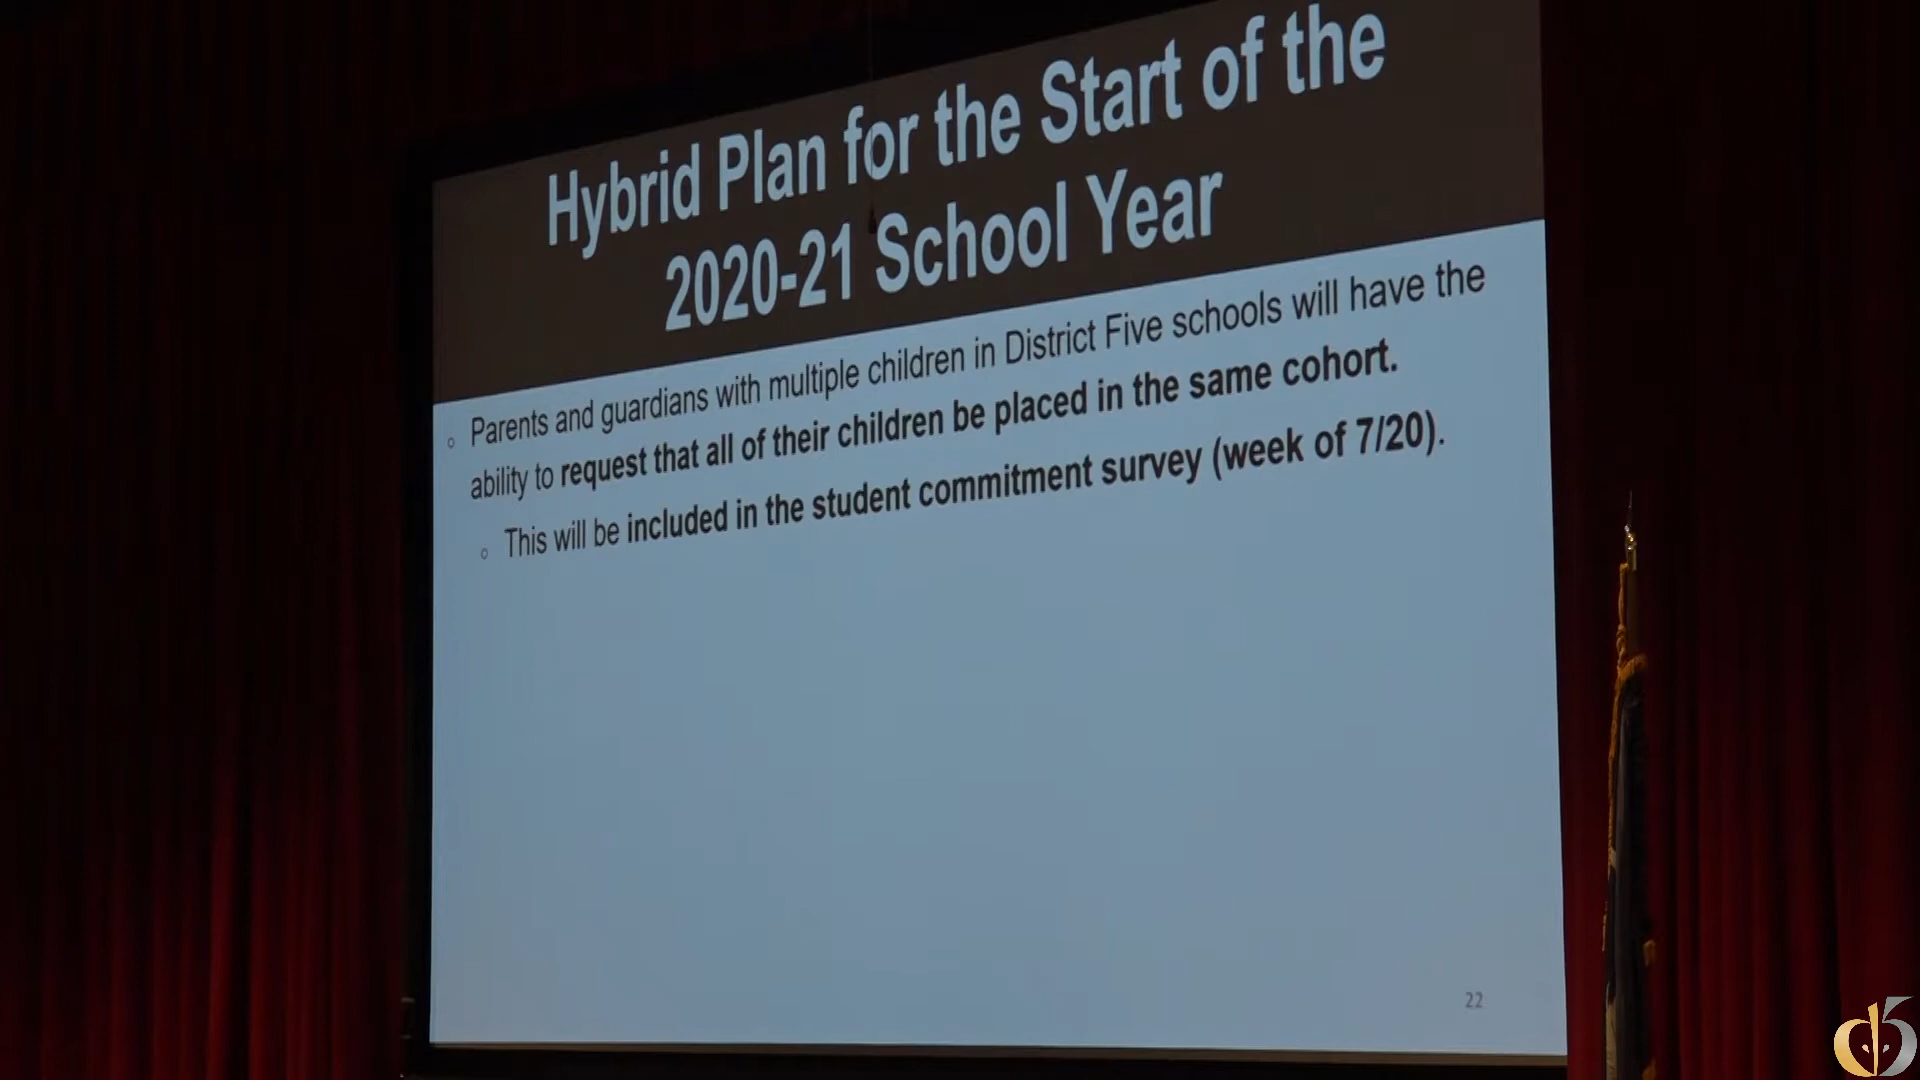 Hybrid Plan for the Start of the
2020-21 School Year
Parents and guardians with multiple children in District Five schools will have the
ability to request that all of their children be placed in the same cohort.
This will be included in the student commitment survey (week of 7/20).
22
d5